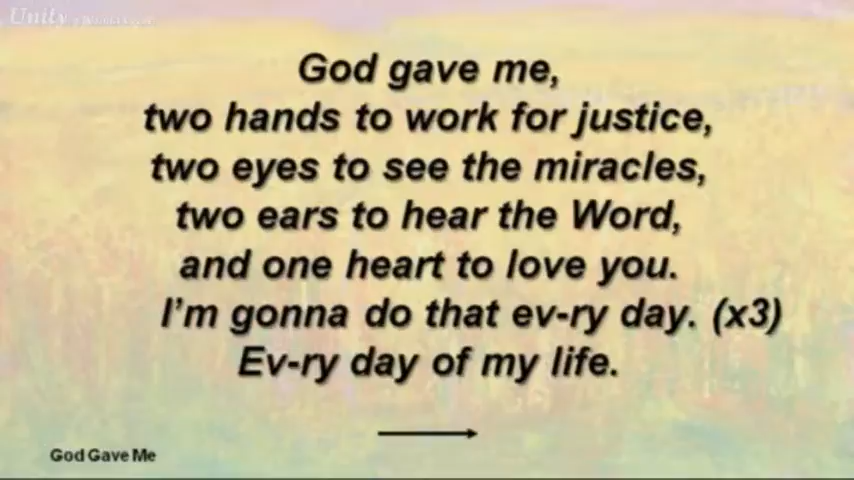 Unity
God gave me,
two hands to work for justice,
two eyes to see the miracles,
two ears to hear the Word,
and one heart to love you.
I'm gonna do that ev-ry day. (x3)
Ev-ry day of my life.
God Gave Me